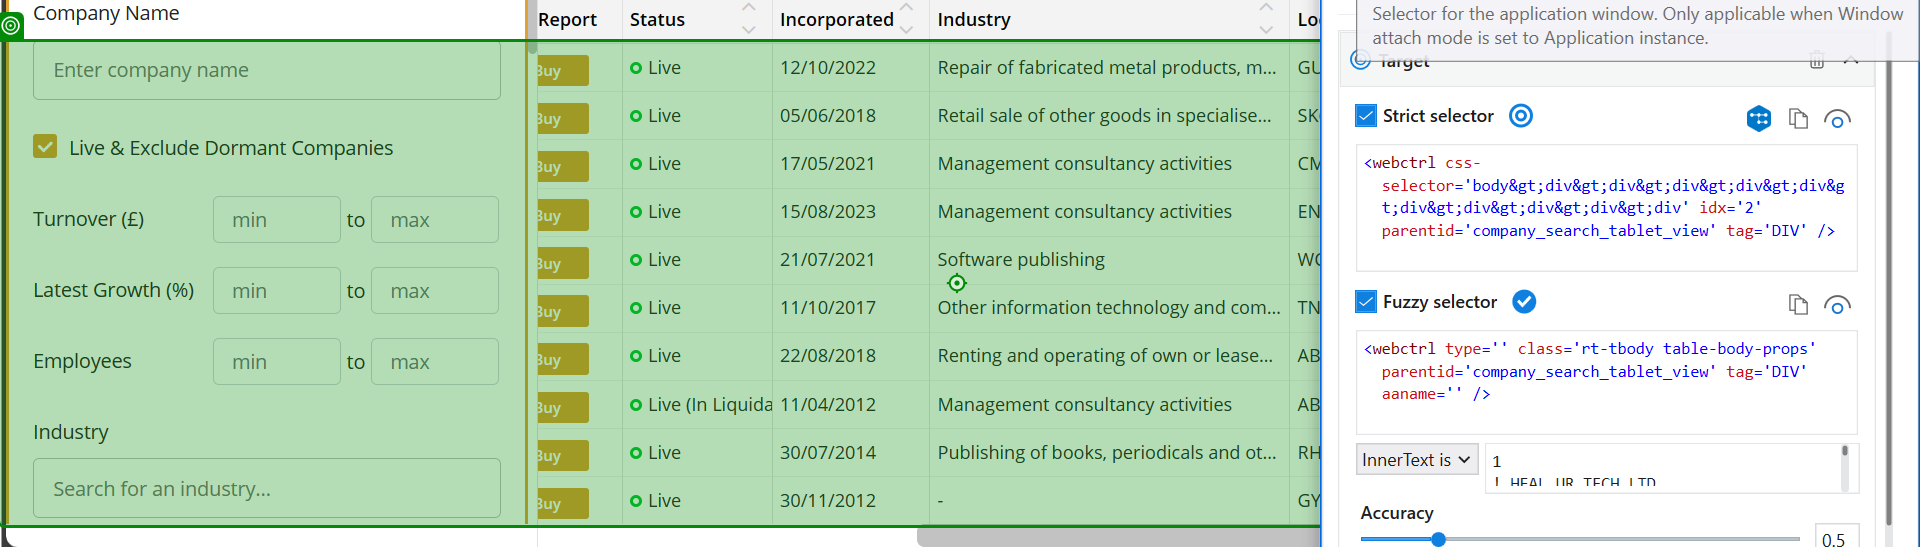 Company Name
Enter company name
Live & Exclude Dormant Companies
Turnover (£) min to max
Latest Growth (%) min to max
Employees min to max
Industry
Search for an industry...
Report Status Incorporated Industry Lo
Buy Live 12/10/2022 Repair of fabricated metal products, m... GU
Buy Live 05/06/2018 Retail sale of other goods in specialise... SK
Buy Live 17/05/2021 Management consultancy activities CM
Buy Live 15/08/2023 Management consultancy activities EN
Buy Live 21/07/2021 Software publishing WC
Buy Live 11/10/2017 Other information technology and com... TN
Buy Live 22/08/2018 Renting and operating of own or lease... AB
Buy Live (In Liquida 11/04/2012 Management consultancy activities AB
Buy Live 30/07/2014 Publishing of books, periodicals and ot... RH
Buy Live 30/11/2012 - GY
Selector for the application window. Only applicable when Window
attach mode is set to Application instance.
Target
Strict selector
<webctrl css-
selector='body&gt;div&gt;div&gt;div&gt;div&gt;div&g
t;div&gt;div&gt;div&gt;div&gt;div' idx='2'
parentid='company_search_tablet_view' tag='DIV' />
Fuzzy selector
<webctrl type='' class='rt-tbody table-body-props'
parentid='company_search_tablet_view' tag='DIV'
aaname='' />
InnerText is
1
! HEAL UR TECH LTD
Accuracy
0.5